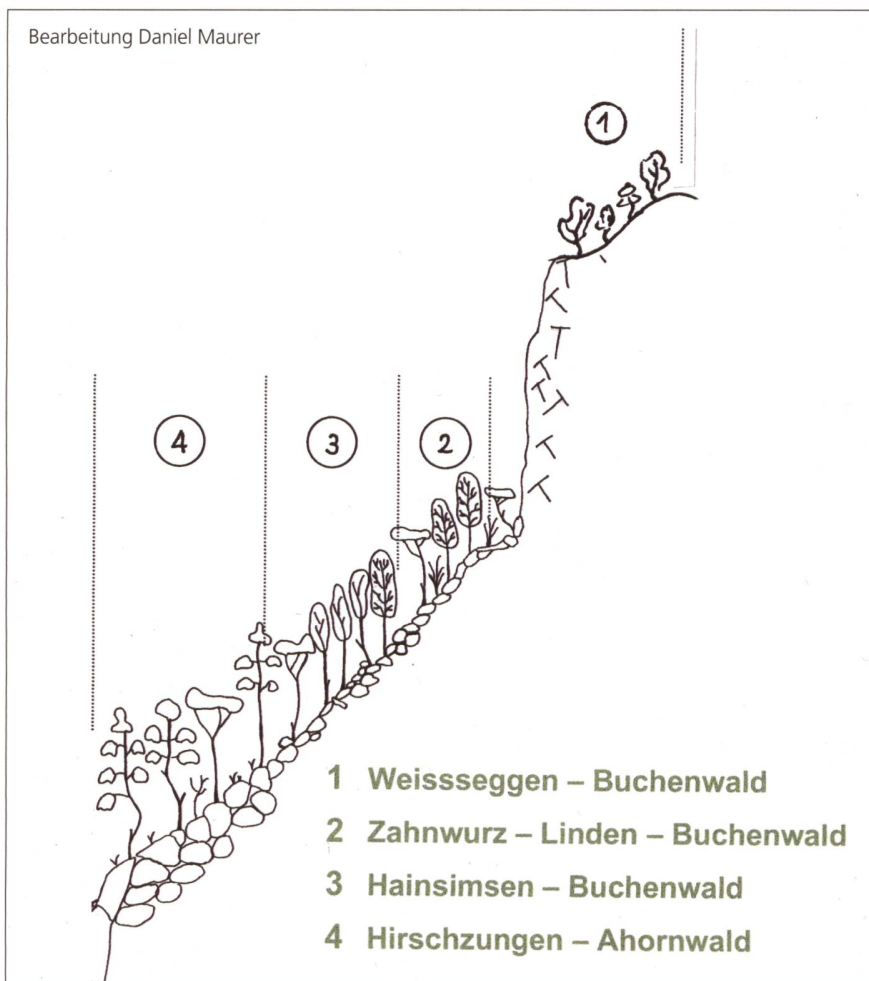 Bearbeitung Daniel Maurer
1
4
3
2
1 Weissseggen – Buchenwald
2 Zahnwurz – Linden – Buchenwald
3 Hainsimsen – Buchenwald
4 Hirschzungen – Ahornwald